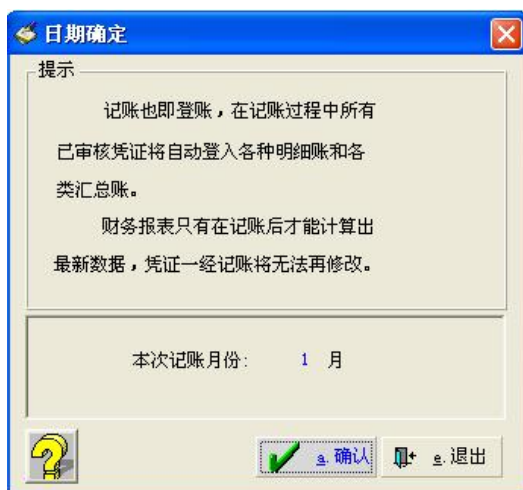 日期确定
提示
记账也即登账，在记账过程中所有
已审核凭证将自动登入各种明细账和各
类汇总账。
财务报表只有在记账后才能计算出
最新数据，凭证一经记账将无法再修改。
本次记账月份: 1 月
a.确认 e.退出